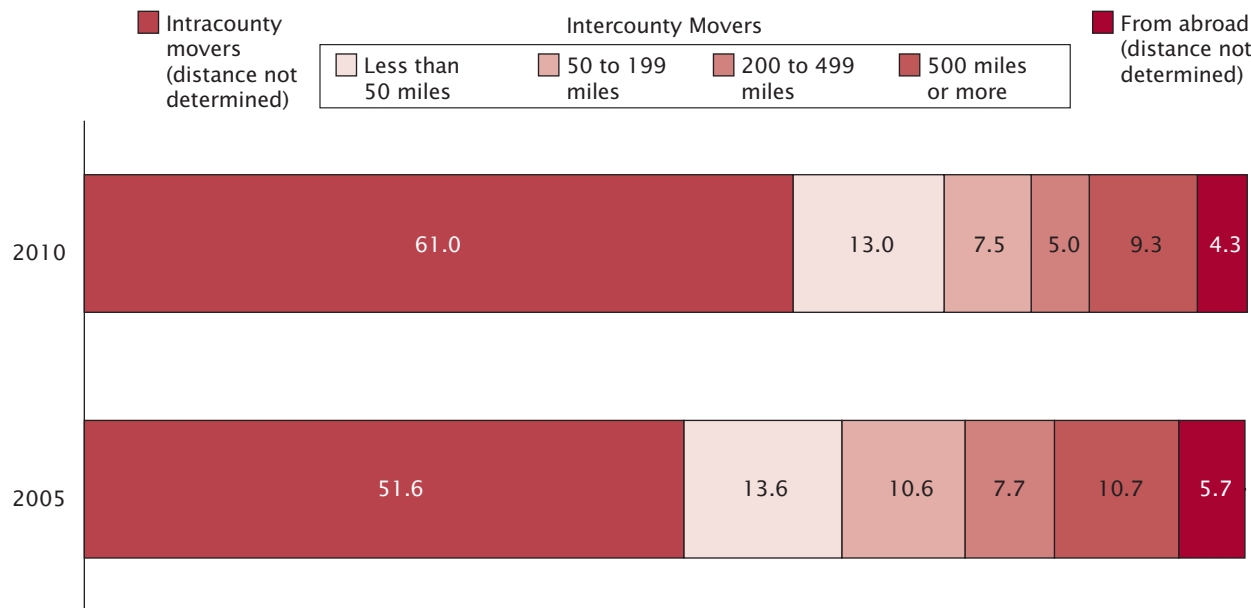 Intracounty
movers
(distance not
determined)
Intercounty Movers
Less than
50 miles
50 to 199
miles
200 to 499
miles
500 miles
or more
From abroad
(distance not
determined)
2010
61.0
13.0
7.5
5.0
9.3
4.3
2005
51.6
13.6
10.6
7.7
10.7
5.7